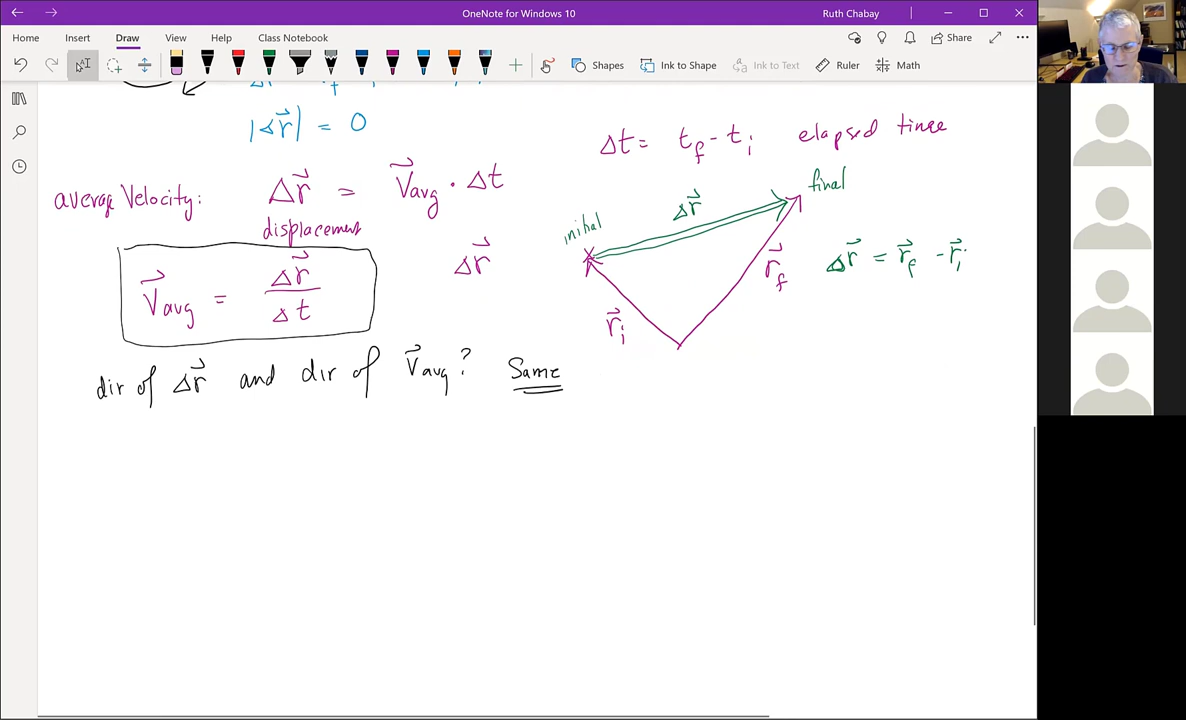 OneNote for Windows 10
Ruth Chabay
Home Insert Draw View Help Class Notebook
Share
Shapes Ink to Shape Ink to Text Ruler Math
|Δr⃗| = 0
Δt = t_f - t_i elapsed time
average Velocity: Δr⃗ = v⃗avg · Δt
displacement
Δr⃗
v⃗avg = Δr⃗ / Δt
initial
final
Δr⃗
r⃗_i
r⃗_f
Δr⃗ = r⃗_f - r⃗_i
dir of Δr⃗ and dir of v⃗avg? Same